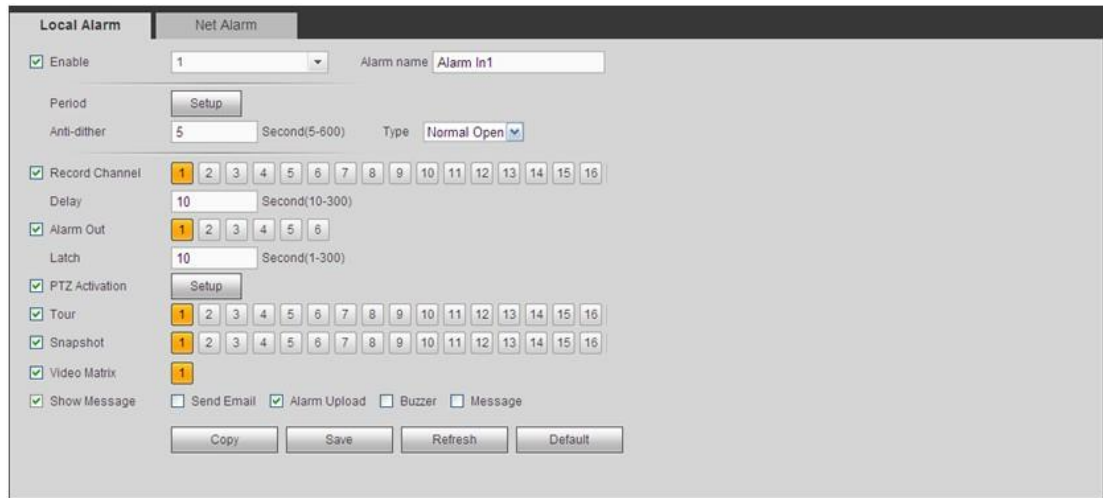 Local Alarm Net Alarm
Enable 1 Alarm name Alarm In1
Period Setup
Anti-dither 5 Second(5-600) Type Normal Open
Record Channel 1 2 3 4 5 6 7 8 9 10 11 12 13 14 15 16
Delay 10 Second(10-300)
Alarm Out 1 2 3 4 5 6
Latch 10 Second(1-300)
PTZ Activation Setup
Tour 1 2 3 4 5 6 7 8 9 10 11 12 13 14 15 16
Snapshot 1 2 3 4 5 6 7 8 9 10 11 12 13 14 15 16
Video Matrix 1
Show Message Send Email Alarm Upload Buzzer Message
Copy Save Refresh Default